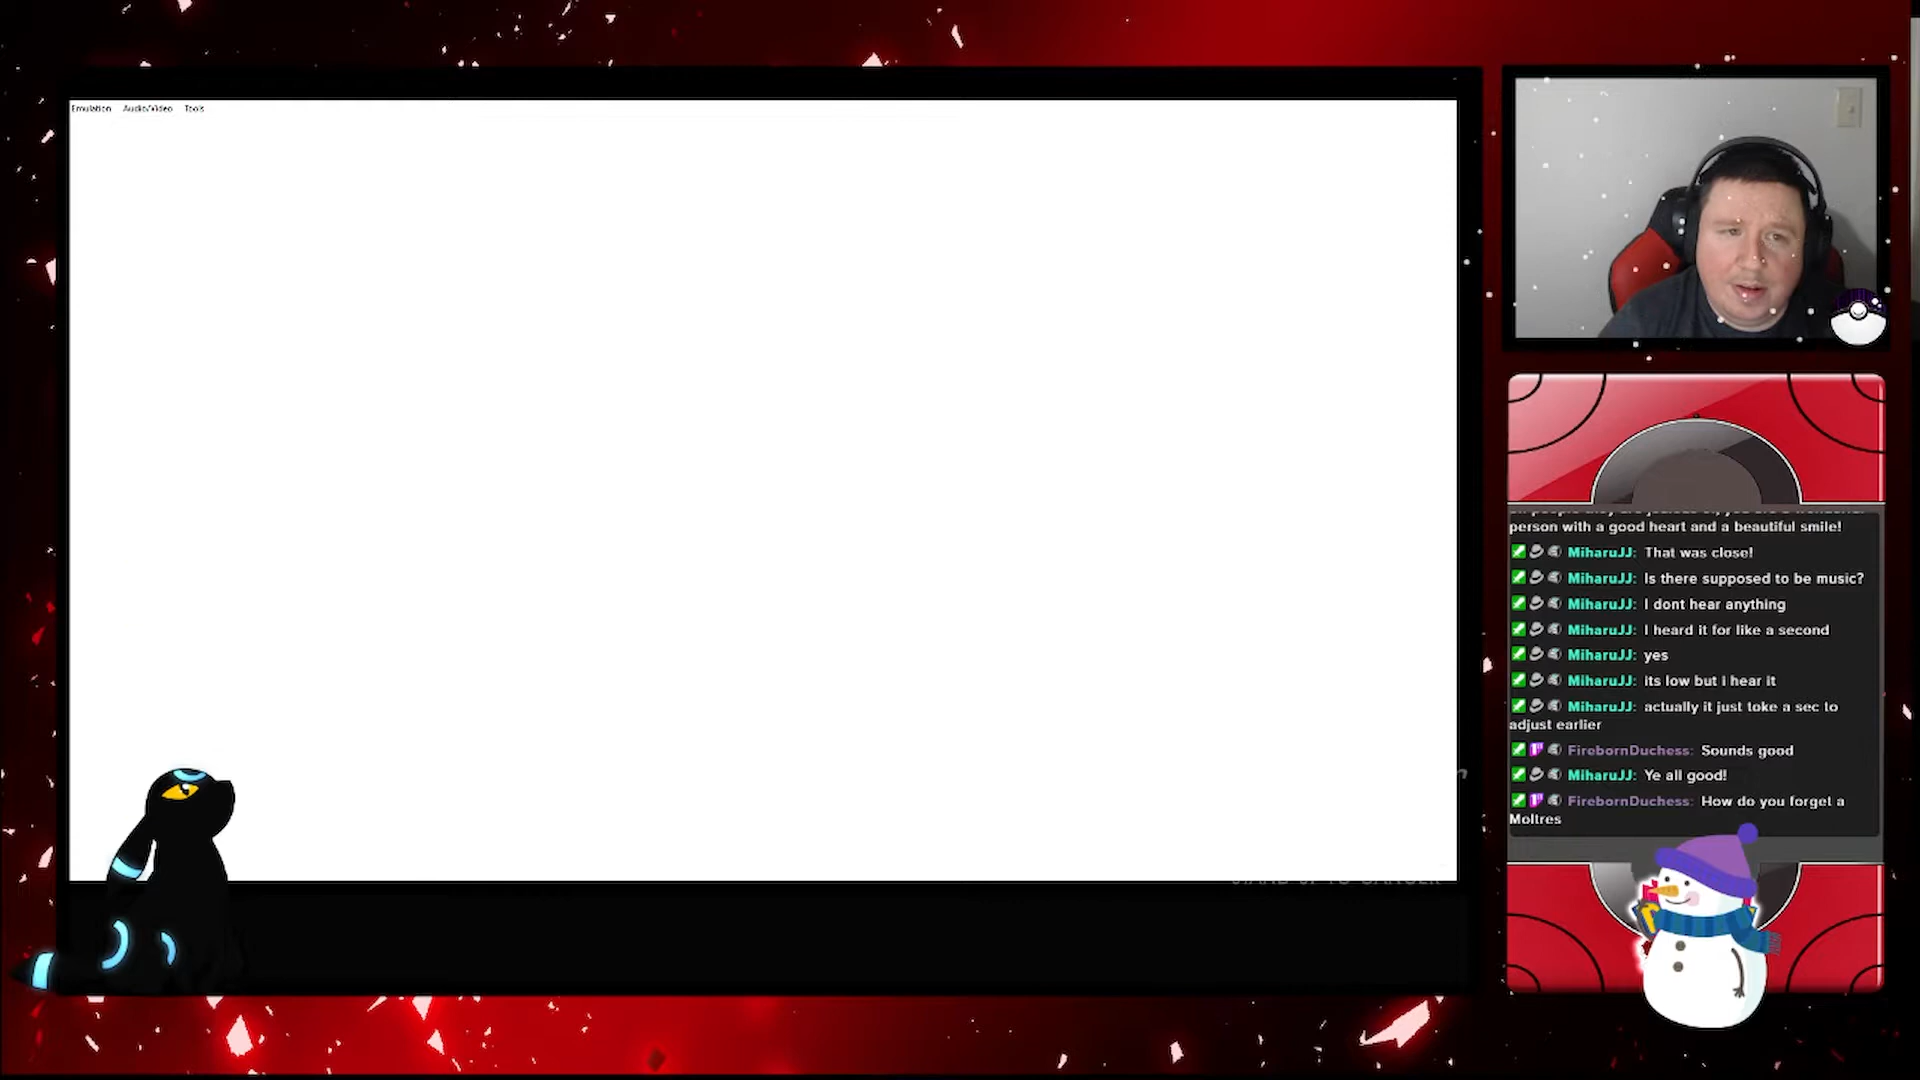 Emulation Audio/Video Tools
person with a good heart and a beautiful smile!
MiharuJJ: That was close!
MiharuJJ: Is there supposed to be music?
MiharuJJ: I dont hear anything
MiharuJJ: I heard it for like a second
MiharuJJ: yes
MiharuJJ: its low but i hear it
MiharuJJ: actually it just toke a sec to
adjust earlier
FirebornDuchess: Sounds good
MiharuJJ: Ye all good!
FirebornDuchess: How do you forget a
Moltres